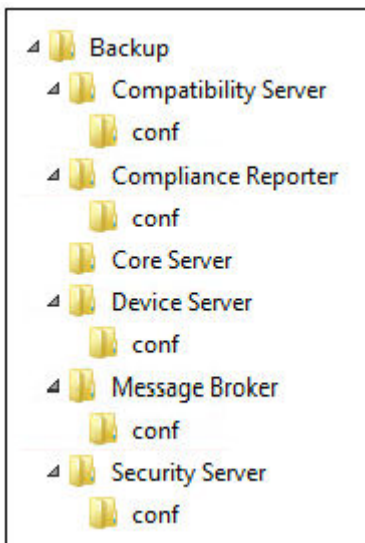 Backup
Compatibility Server
conf
Compliance Reporter
conf
Core Server
Device Server
conf
Message Broker
conf
Security Server
conf